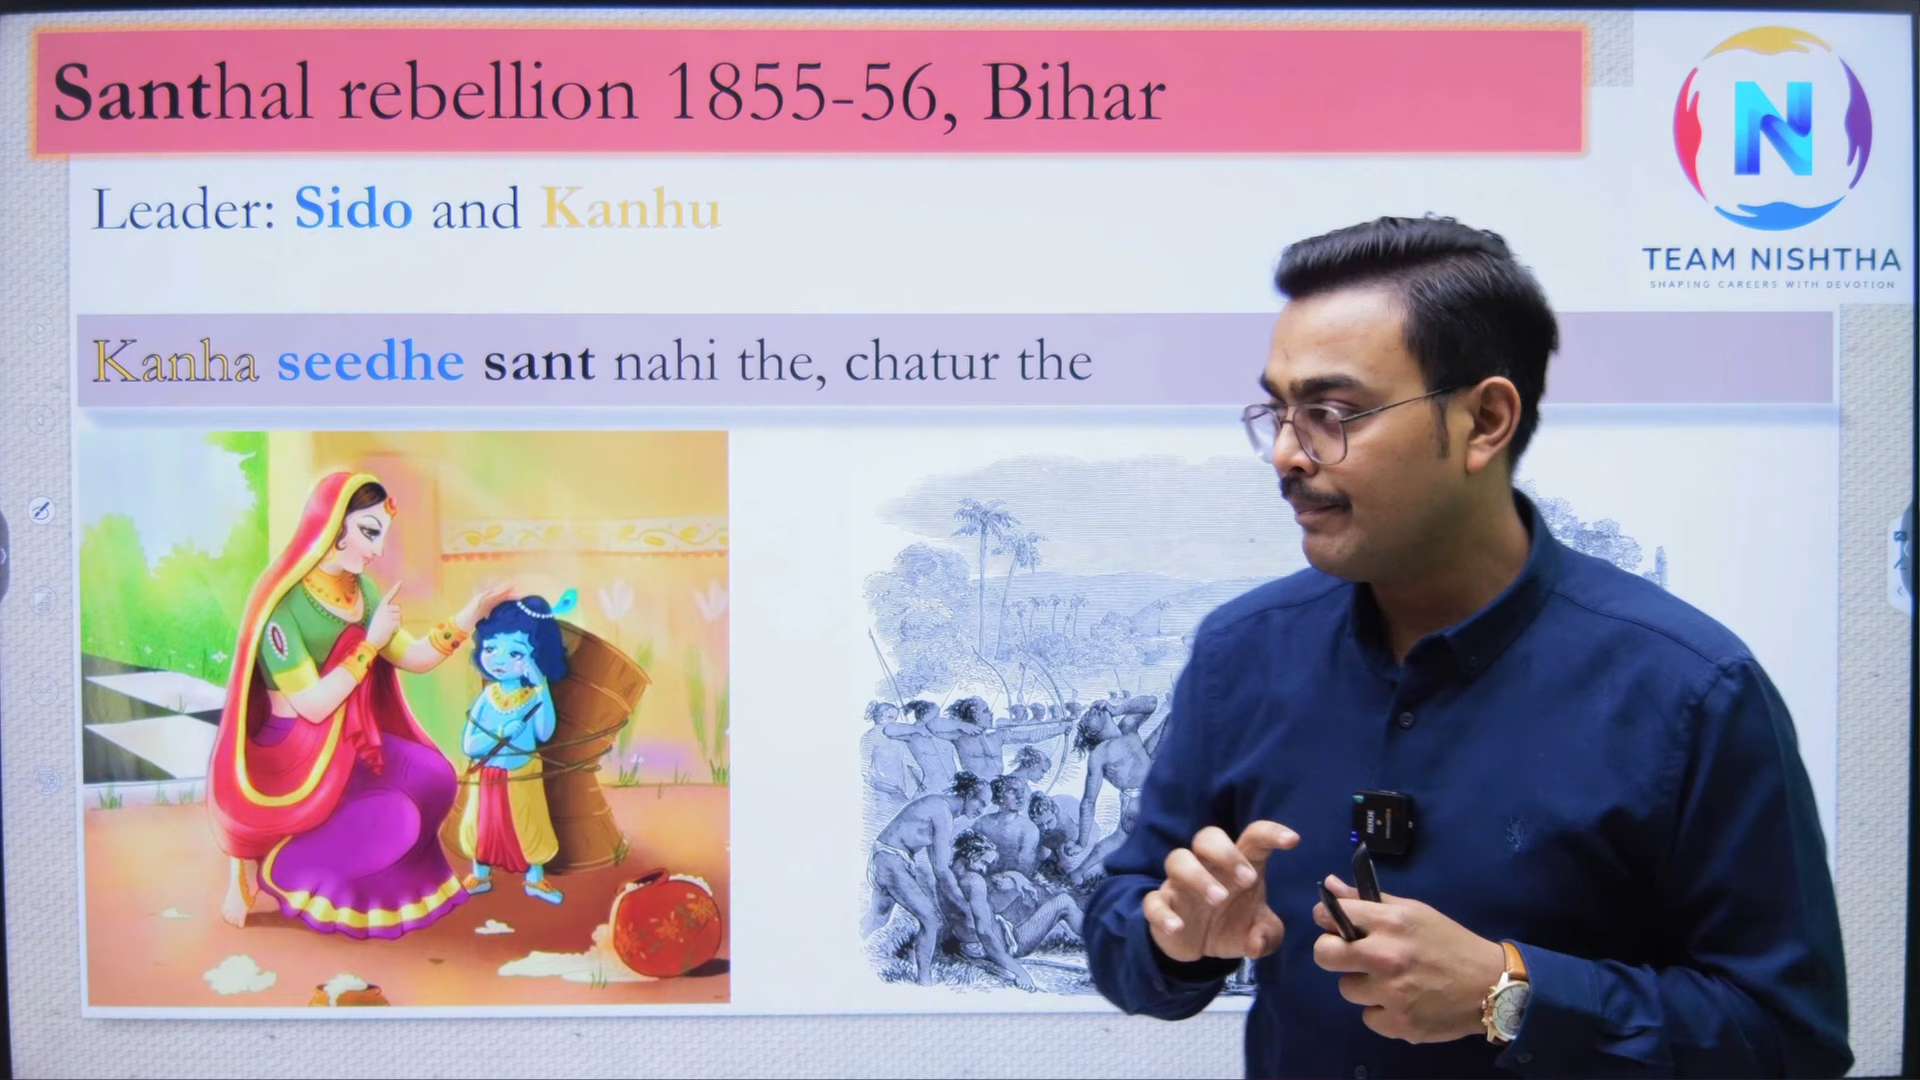 Santhal rebellion 1855-56, Bihar
Leader: Sido and Kanhu
Kanha seedhe sant nahi the, chatur the
N
TEAM NISHTHA
SHAPING CAREERS WITH DEVOTION